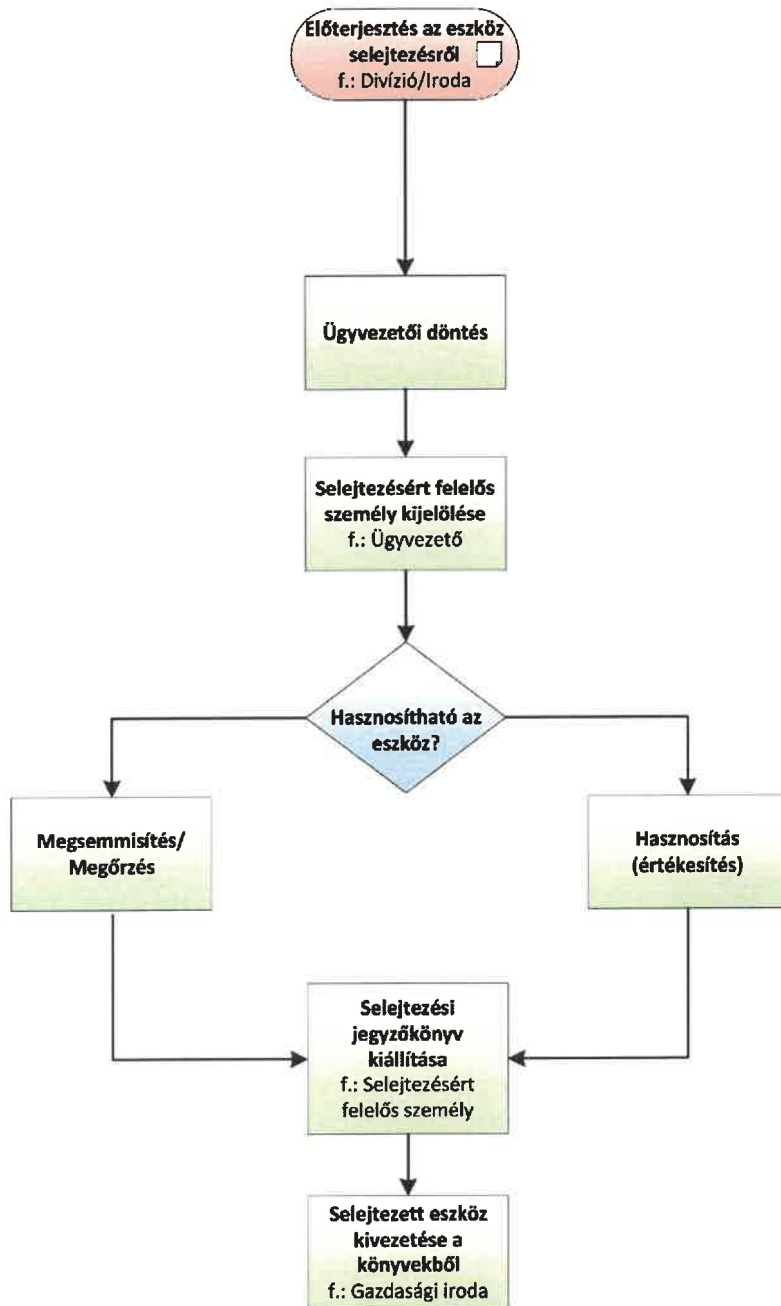 Előterjesztés az eszköz
selejtezésről
f.: Divízió/Iroda
Ügyvezetői döntés
Selejtezésért felelős
személy kijelölése
f.: Ügyvezető
Hasznosítható az
eszköz?
Megsemmisítés/
Megőrzés
Hasznosítás
(értékesítés)
Selejtezési
jegyzőkönyv
kiállítása
f.: Selejtezésért
felelős személy
Selejtezett eszköz
kivezetése a
könyvekből
f.: Gazdasági iroda